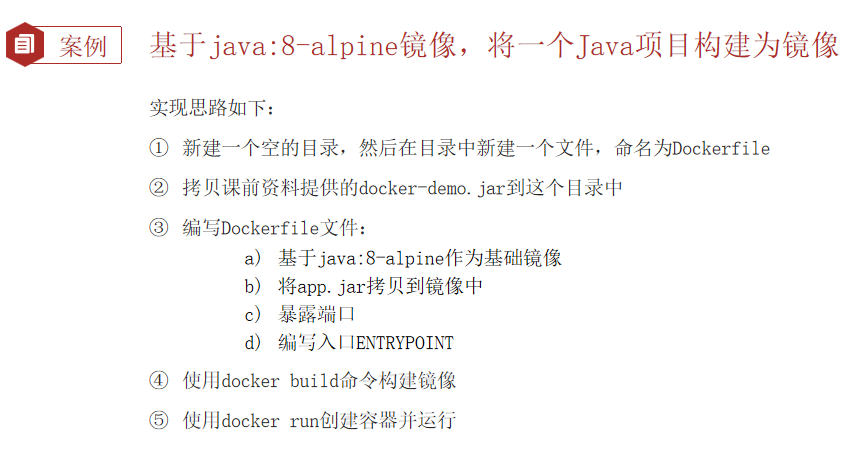 案例
基于java:8-alpine镜像，将一个Java项目构建为镜像
实现思路如下：
① 新建一个空的目录，然后在目录中新建一个文件，命名为Dockerfile
② 拷贝课前资料提供的docker-demo.jar到这个目录中
③ 编写Dockerfile文件：
a) 基于java:8-alpine作为基础镜像
b) 将app.jar拷贝到镜像中
c) 暴露端口
d) 编写入口ENTRYPOINT
④ 使用docker build命令构建镜像
⑤ 使用docker run创建容器并运行